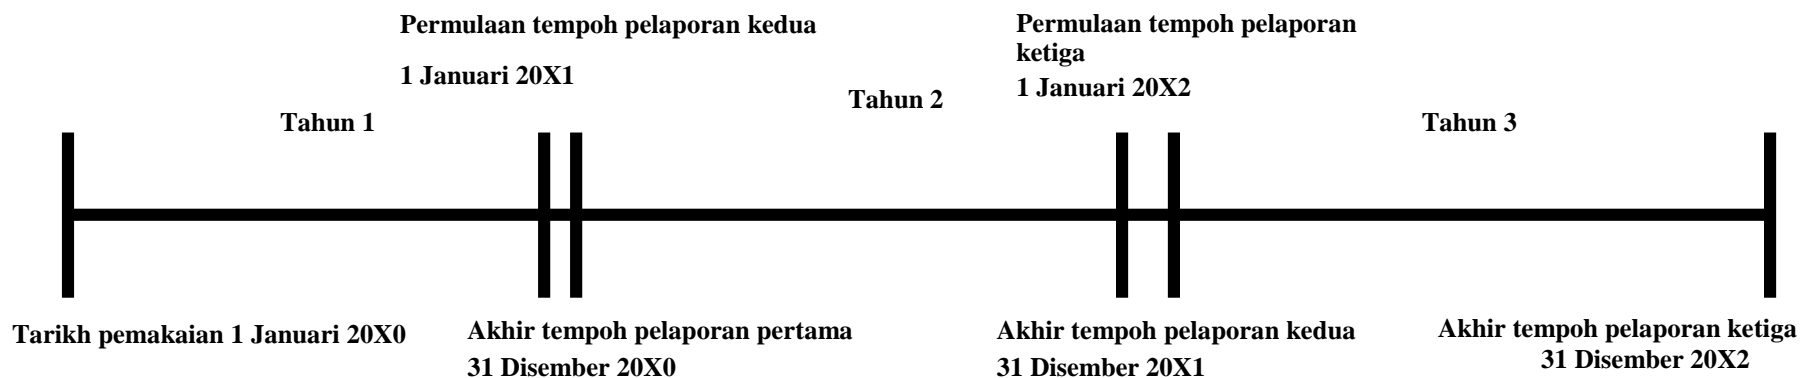 Permulaan tempoh pelaporan kedua
1 Januari 20X1
Permulaan tempoh pelaporan
ketiga
1 Januari 20X2
Tahun 1
Tahun 2
Tahun 3
Tarikh pemakaian 1 Januari 20X0
Akhir tempoh pelaporan pertama
31 Disember 20X0
Akhir tempoh pelaporan kedua
31 Disember 20X1
Akhir tempoh pelaporan ketiga
31 Disember 20X2